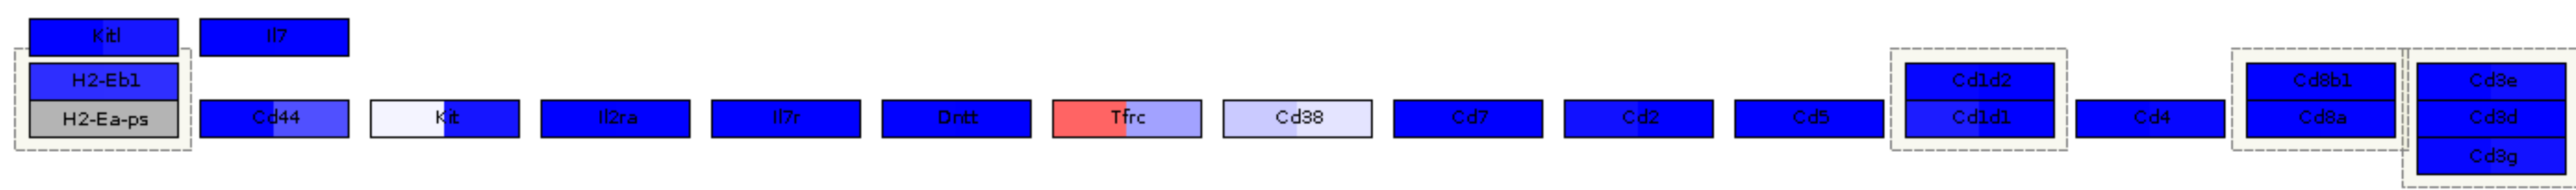 Kitl
Il7
H2-Eb1
H2-Ea-ps
Cd44
Kit
Il2ra
Il7r
Dntt
Tfrc
Cd38
Cd7
Cd2
Cd5
Cd1d2
Cd1d1
Cd4
Cd8b1
Cd8a
Cd3e
Cd3d
Cd3g